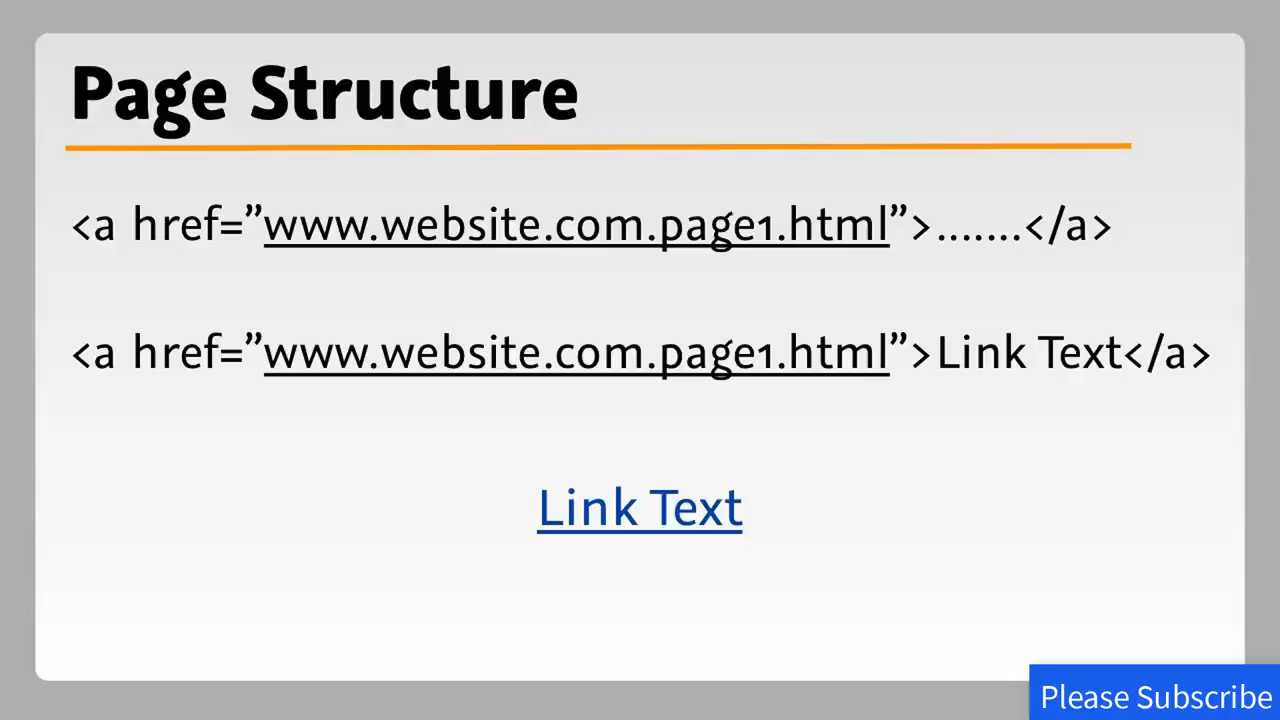 Page Structure
<a href=”www.website.com.page1.html”>.......</a>
<a href=”www.website.com.page1.html”>Link Text</a>
Link Text
Please Subscribe